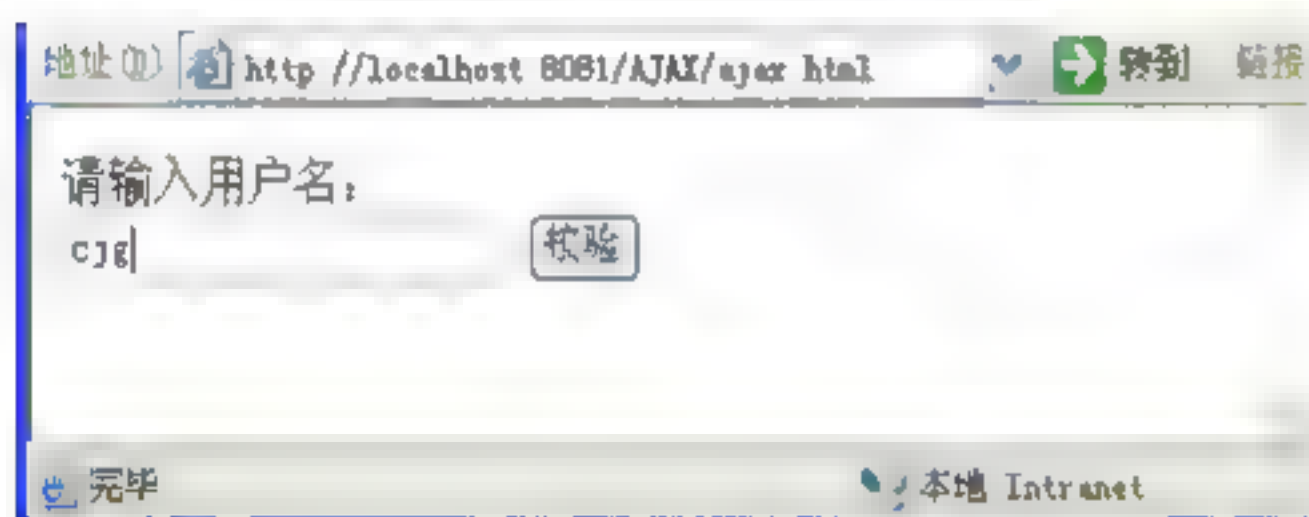 地址(D) http //localhost 8081/AJAX/ajax html 转到 链接
请输入用户名:
cjg 校验
完毕 本地 Intranet